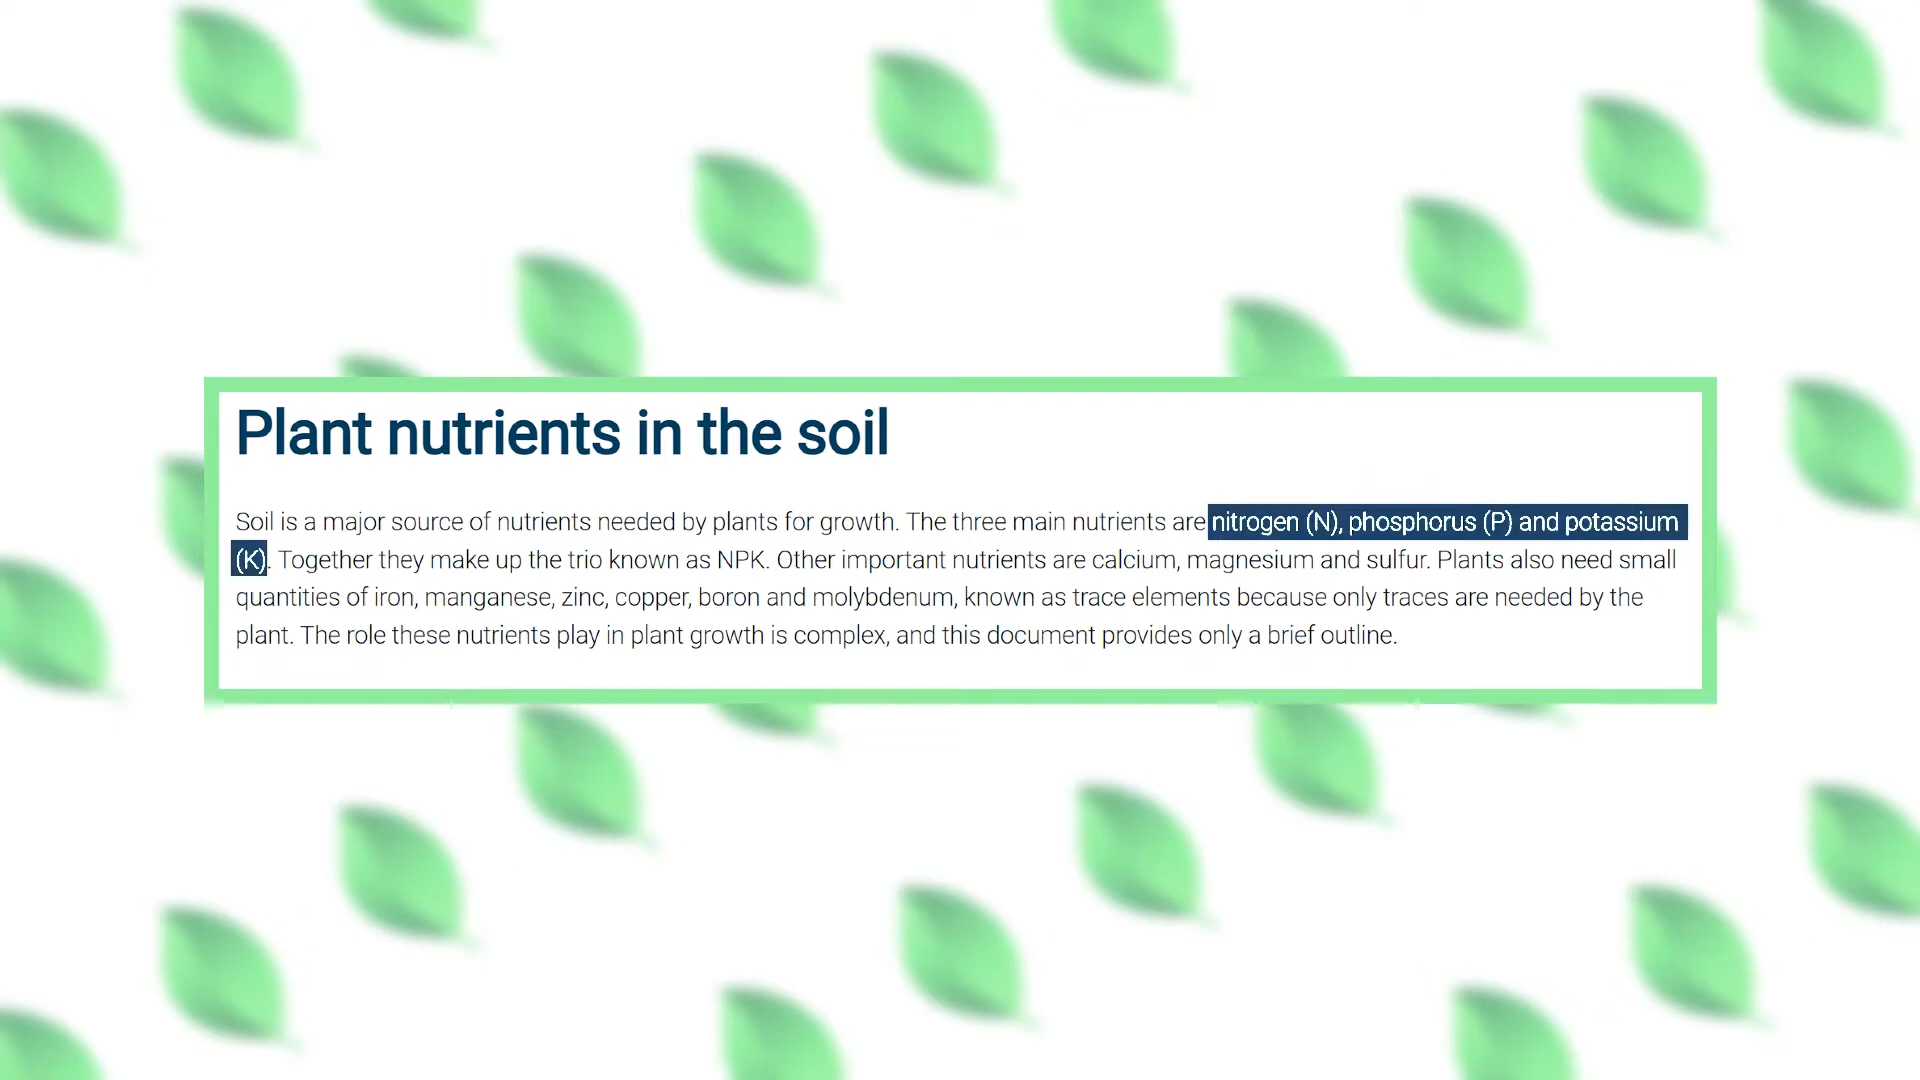 Plant nutrients in the soil
Soil is a major source of nutrients needed by plants for growth. The three main nutrients are nitrogen (N), phosphorus (P) and potassium
(K). Together they make up the trio known as NPK. Other important nutrients are calcium, magnesium and sulfur. Plants also need small
quantities of iron, manganese, zinc, copper, boron and molybdenum, known as trace elements because only traces are needed by the
plant. The role these nutrients play in plant growth is complex, and this document provides only a brief outline.